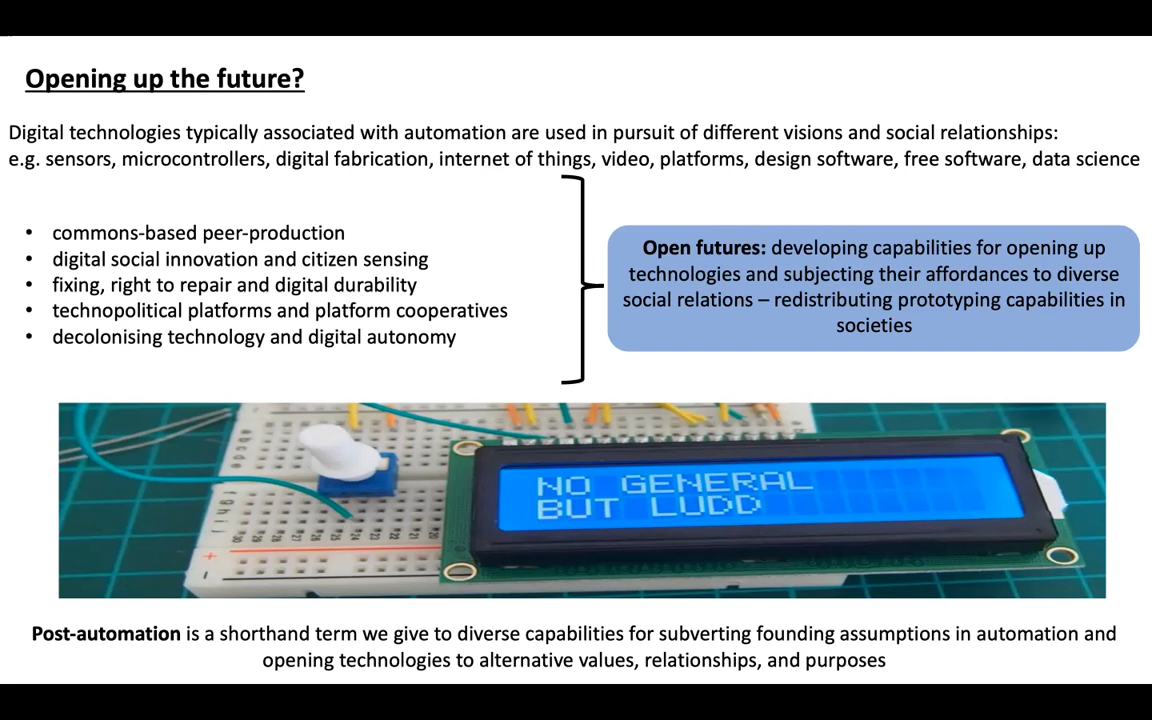 Opening up the future?
Digital technologies typically associated with automation are used in pursuit of different visions and social relationships:
e.g. sensors, microcontrollers, digital fabrication, internet of things, video, platforms, design software, free software, data science
• commons-based peer-production
• digital social innovation and citizen sensing
• fixing, right to repair and digital durability
• technopolitical platforms and platform cooperatives
• decolonising technology and digital autonomy
Open futures: developing capabilities for opening up
technologies and subjecting their affordances to diverse
social relations – redistributing prototyping capabilities in
societies
NO GENERAL
BUT LUDD
Post-automation is a shorthand term we give to diverse capabilities for subverting founding assumptions in automation and
opening technologies to alternative values, relationships, and purposes